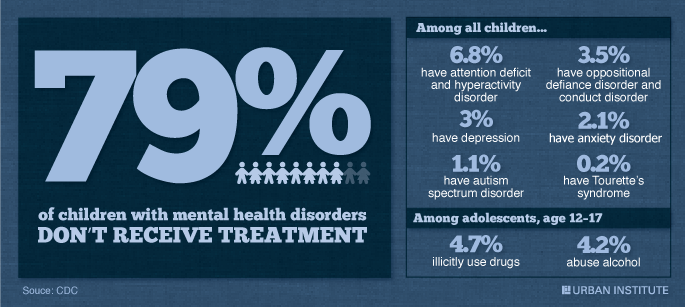 79%
of children with mental health disorders
DON'T RECEIVE TREATMENT
Among all children...
6.8%
have attention deficit
and hyperactivity
disorder
3.5%
have oppositional
defiance disorder and
conduct disorder
3%
have depression
2.1%
have anxiety disorder
1.1%
have autism
spectrum disorder
0.2%
have Tourette's
syndrome
Among adolescents, age 12-17
4.7%
illicitly use drugs
4.2%
abuse alcohol
Souce: CDC
URBAN INSTITUTE